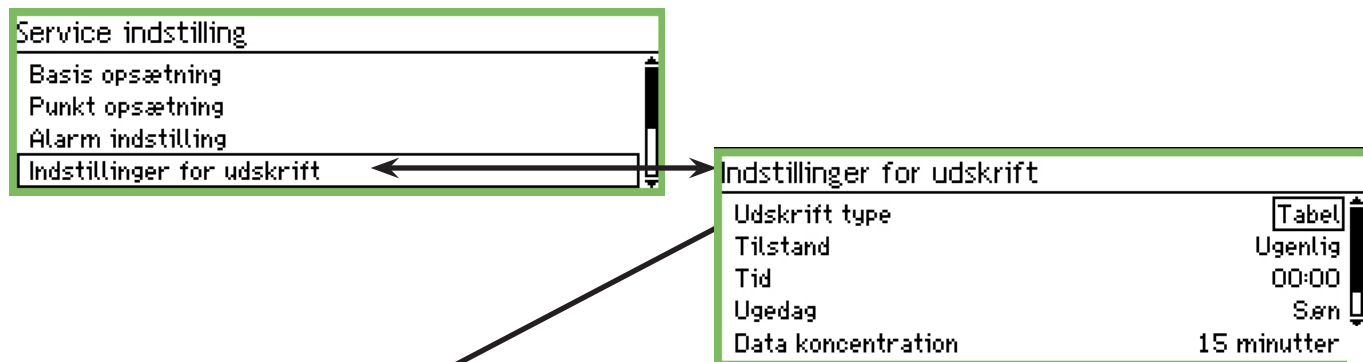 Service indstilling
Basis opsætning
Punkt opsætning
Alarm indstilling
Indstillinger for udskrift
Indstillinger for udskrift
Udskrift type Tabel
Tilstand Ugenlig
Tid 00:00
Ugedag Søn
Data koncentration 15 minutter